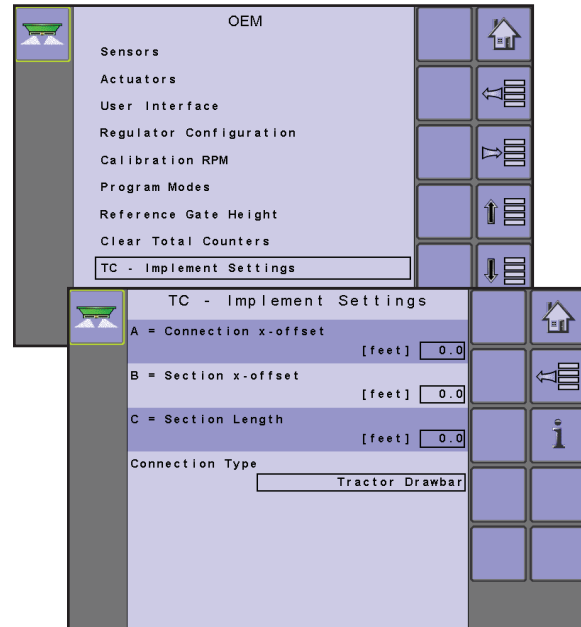 OEM
Sensors
Actuators
User Interface
Regulator Configuration
Calibration RPM
Program Modes
Reference Gate Height
Clear Total Counters
TC - Implement Settings
TC - Implement Settings
A = Connection x-offset
[feet] 0.0
B = Section x-offset
[feet] 0.0
C = Section Length
[feet] 0.0
Connection Type
Tractor Drawbar